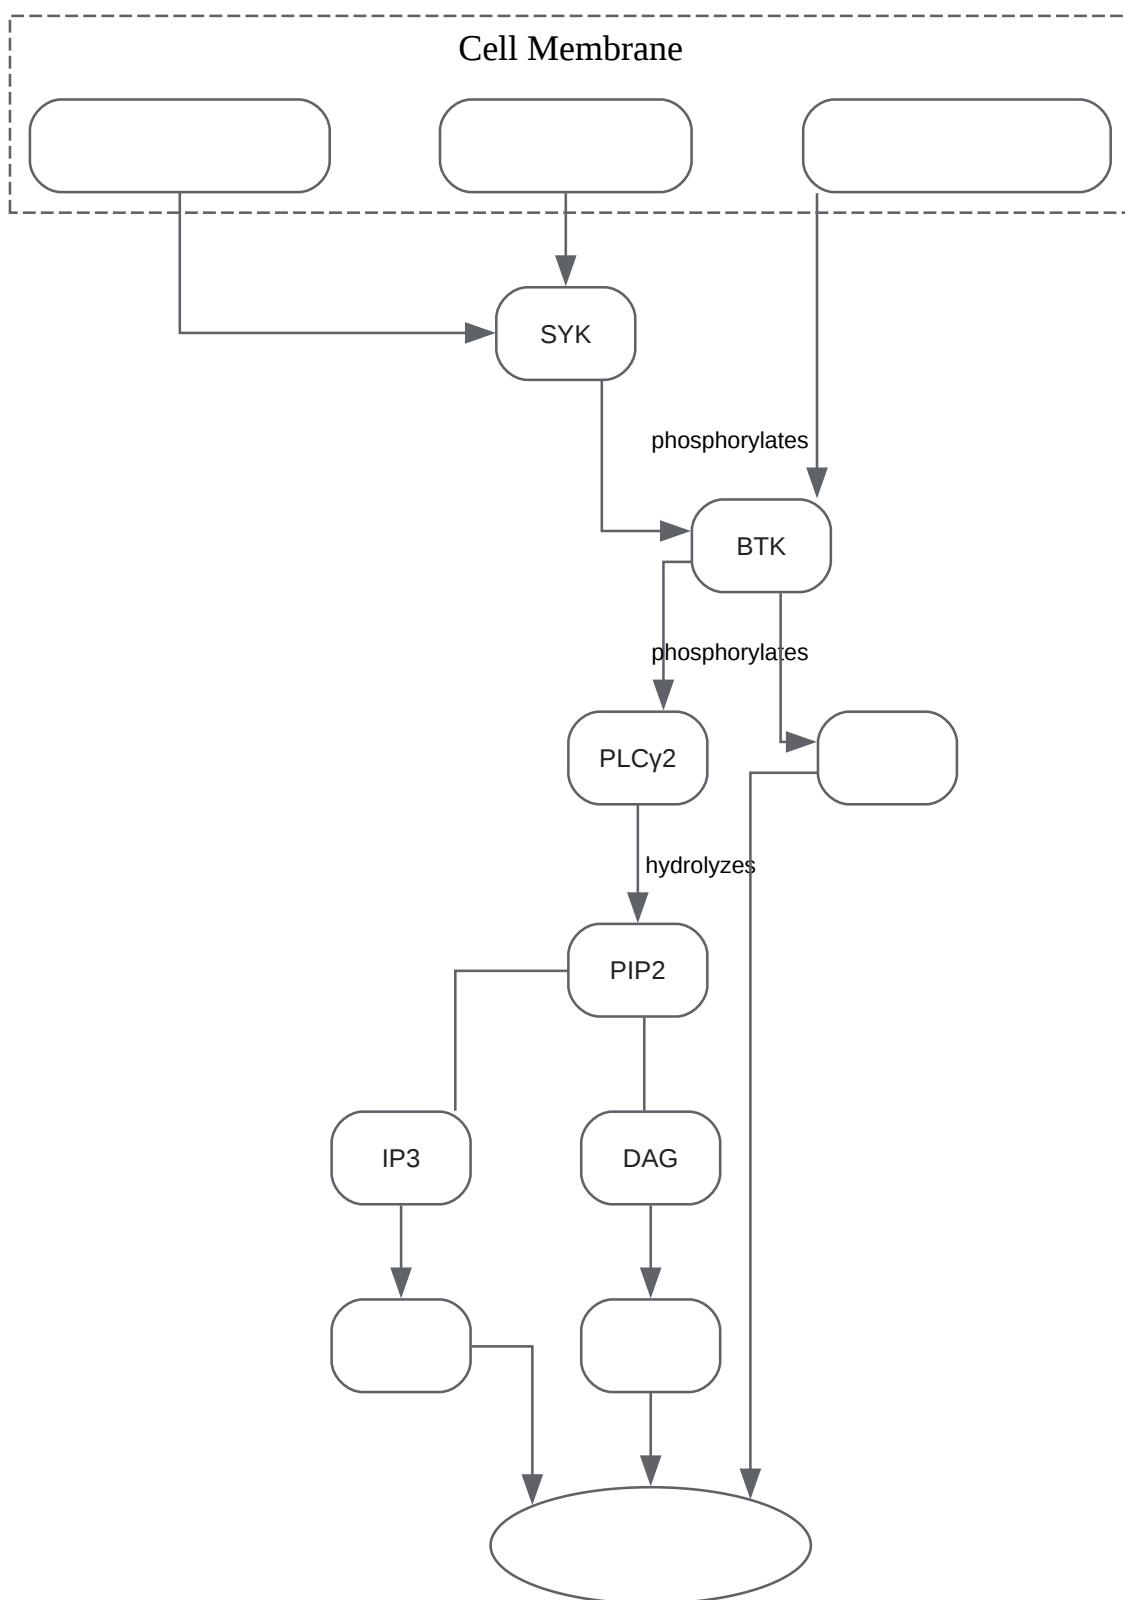 Cell Membrane
SYK
phosphorylates
BTK
phosphorylates
PLCγ2
hydrolyzes
PIP2
IP3
DAG